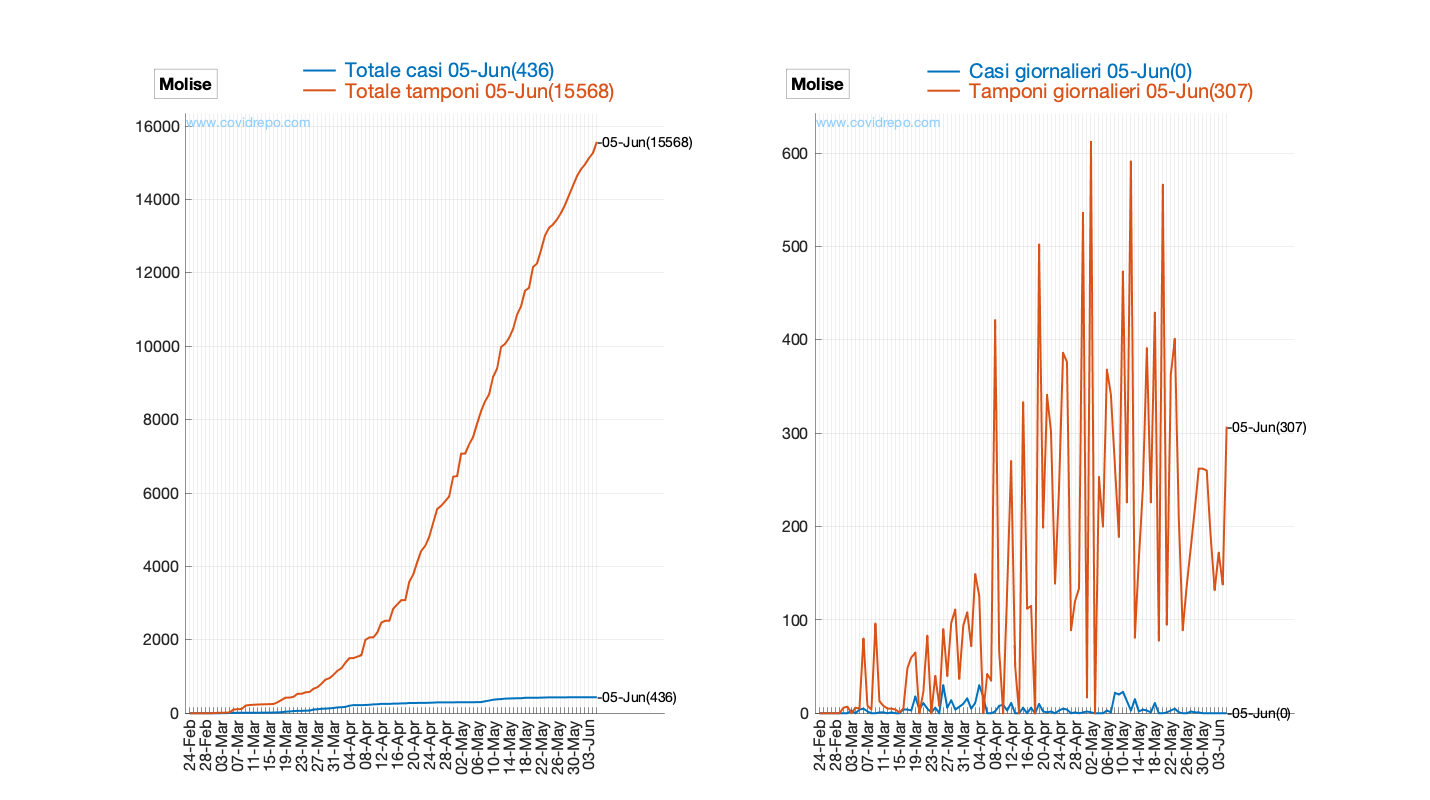 Molise
Totale casi 05-Jun(436)
Totale tamponi 05-Jun(15568)
www.covidrepo.com
16000
14000
12000
10000
8000
6000
4000
2000
0
-05-Jun(15568)
-05-Jun(436)
24-Feb
28-Feb
03-Mar
07-Mar
11-Mar
15-Mar
19-Mar
23-Mar
27-Mar
31-Mar
04-Apr
08-Apr
12-Apr
16-Apr
20-Apr
24-Apr
28-Apr
02-May
06-May
10-May
14-May
18-May
22-May
26-May
30-May
03-Jun
Molise
Casi giornalieri 05-Jun(0)
Tamponi giornalieri 05-Jun(307)
www.covidrepo.com
600
500
400
300
200
100
0
-05-Jun(307)
-05-Jun(0)
24-Feb
28-Feb
03-Mar
07-Mar
11-Mar
15-Mar
19-Mar
23-Mar
27-Mar
31-Mar
04-Apr
08-Apr
12-Apr
16-Apr
20-Apr
24-Apr
28-Apr
02-May
06-May
10-May
14-May
18-May
22-May
26-May
30-May
03-Jun